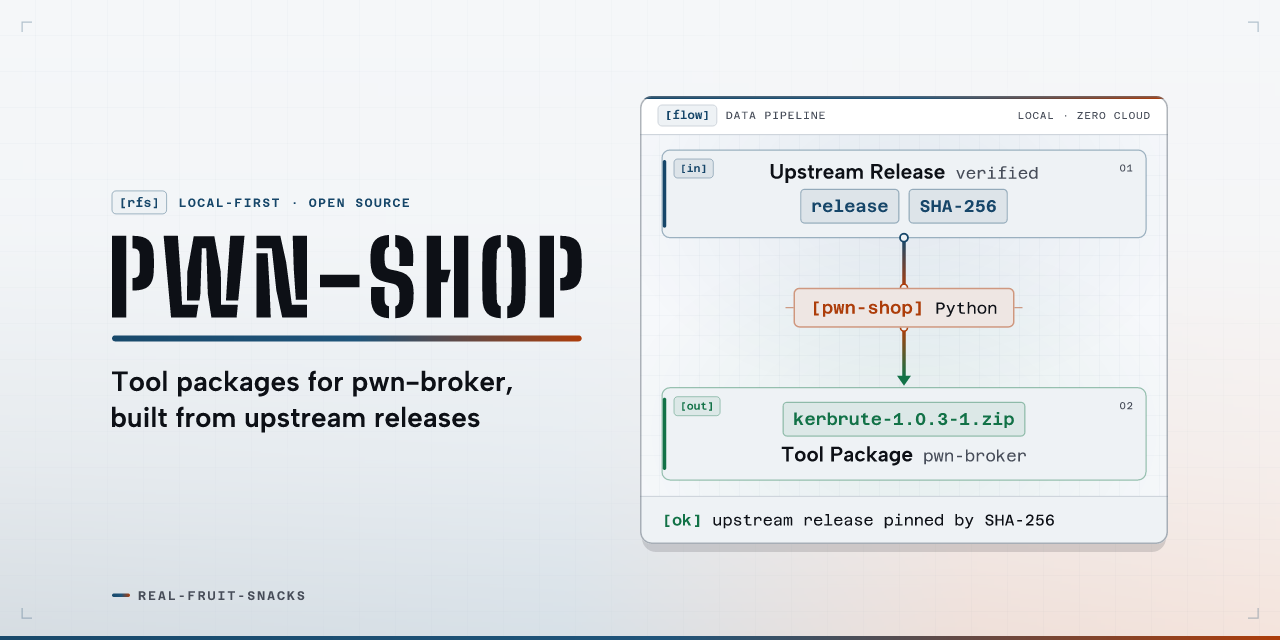 [rfs] LOCAL-FIRST · OPEN SOURCE
PWN-SHOP
Tool packages for pwn-broker,
built from upstream releases
REAL-FRUIT-SNACKS
[flow] DATA PIPELINE
LOCAL · ZERO CLOUD
[in] Upstream Release verified 01
release SHA-256
[pwn-shop] Python
[out] kerbrute-1.0.3-1.zip 02
Tool Package pwn-broker
[ok] upstream release pinned by SHA-256